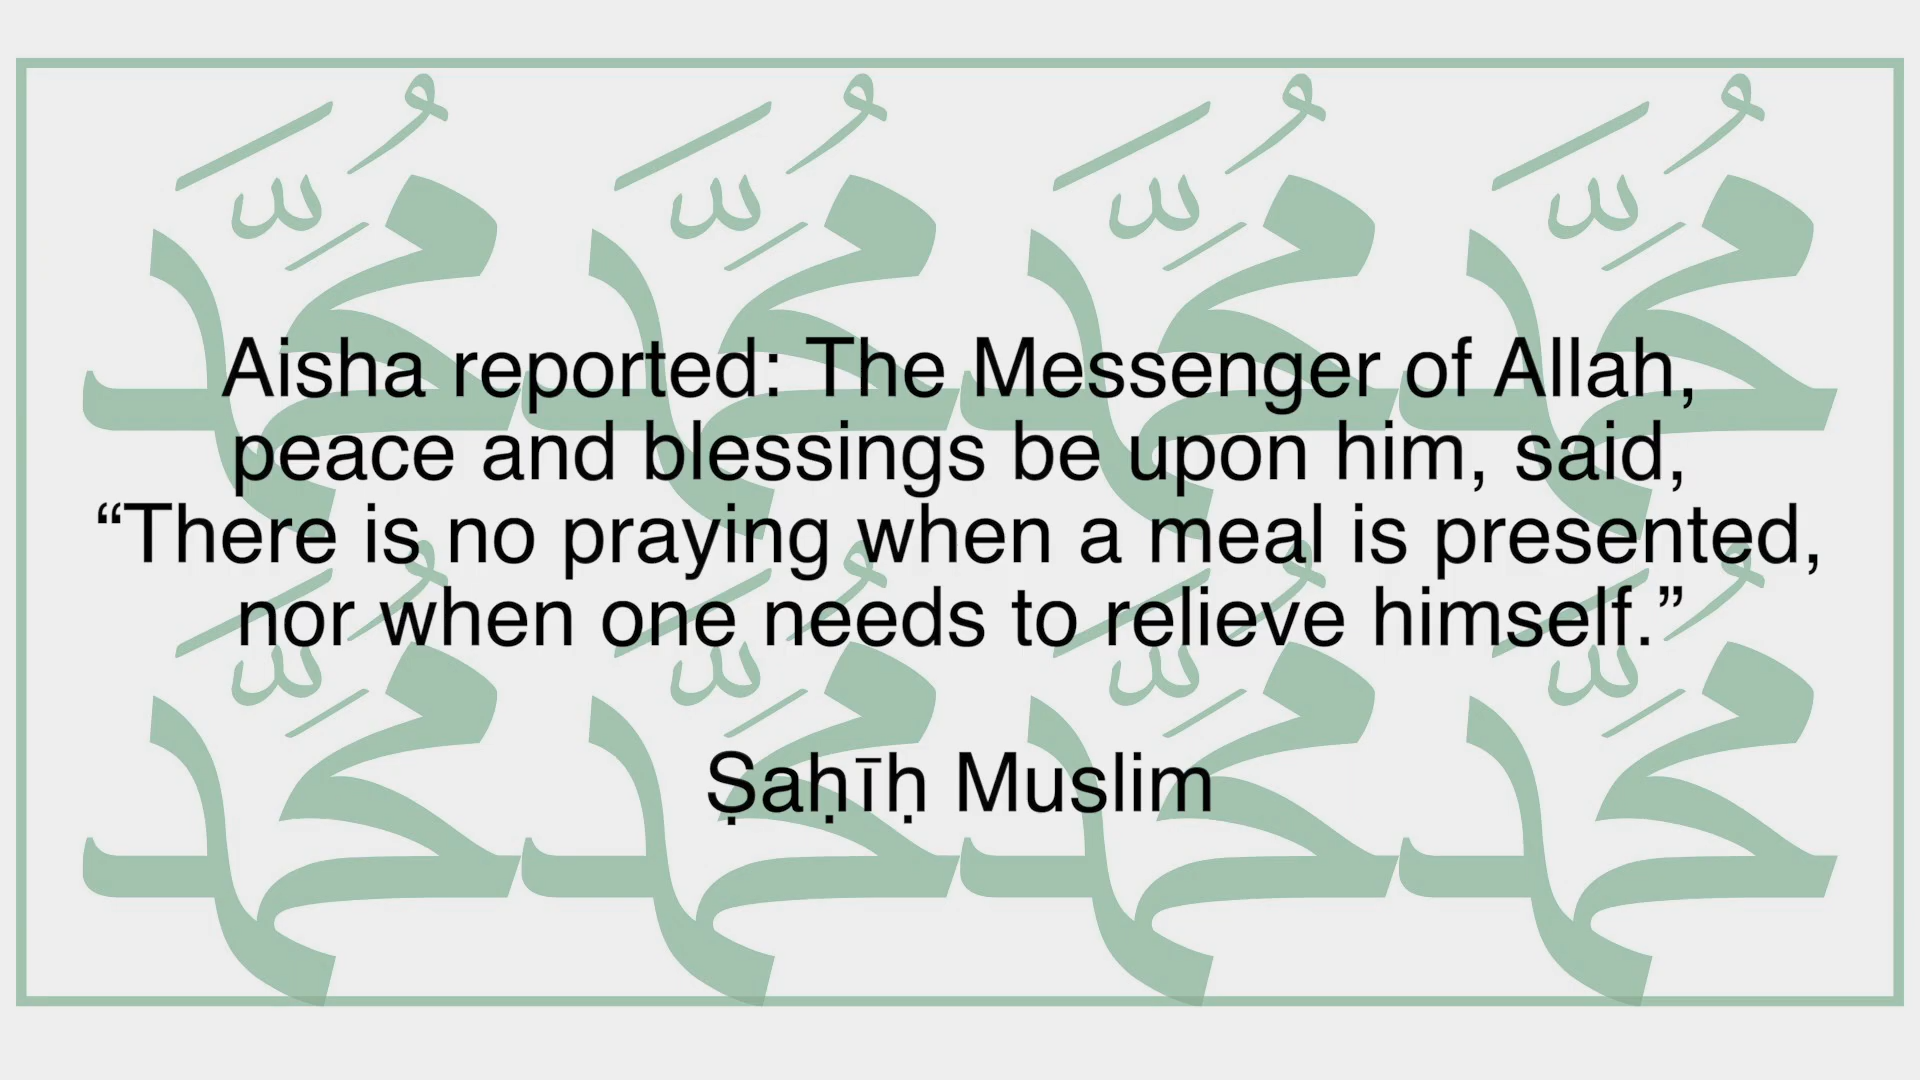 Aisha reported: The Messenger of Allah,
peace and blessings be upon him, said,
“There is no praying when a meal is presented,
nor when one needs to relieve himself.”
Ṣaḥīḥ Muslim
مُحَمِّد مُحَمِّد مُحَمِّد مُحَمِّد
مُحَمِّد مُحَمِّد مُحَمِّد مُحَمِّد